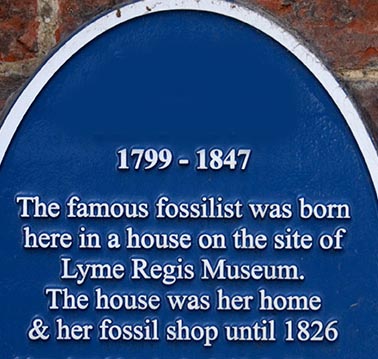 1799 - 1847
The famous fossilist was born
here in a house on the site of
Lyme Regis Museum.
The house was her home
& her fossil shop until 1826